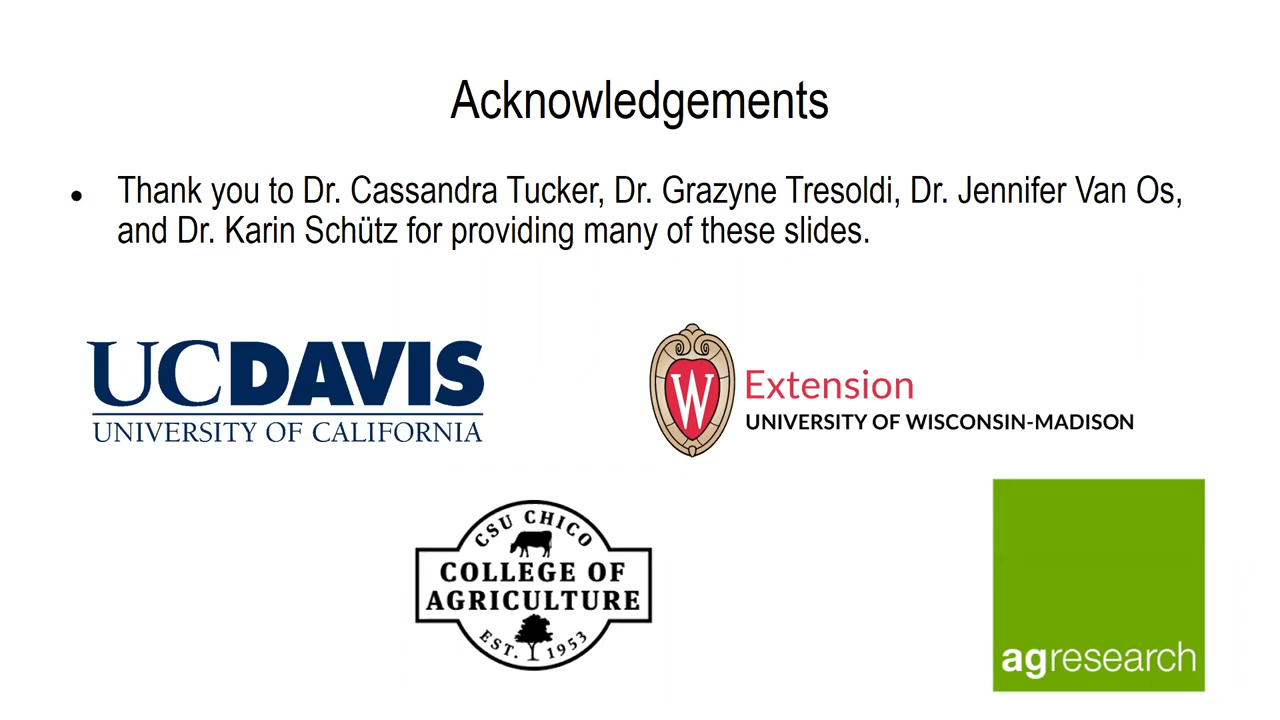 Acknowledgements
• Thank you to Dr. Cassandra Tucker, Dr. Grazyne Tresoldi, Dr. Jennifer Van Os,
and Dr. Karin Schütz for providing many of these slides.
UCDAVIS
UNIVERSITY OF CALIFORNIA
W
Extension
UNIVERSITY OF WISCONSIN-MADISON
CSU CHICO
COLLEGE OF
AGRICULTURE
EST. 1953
agresearch